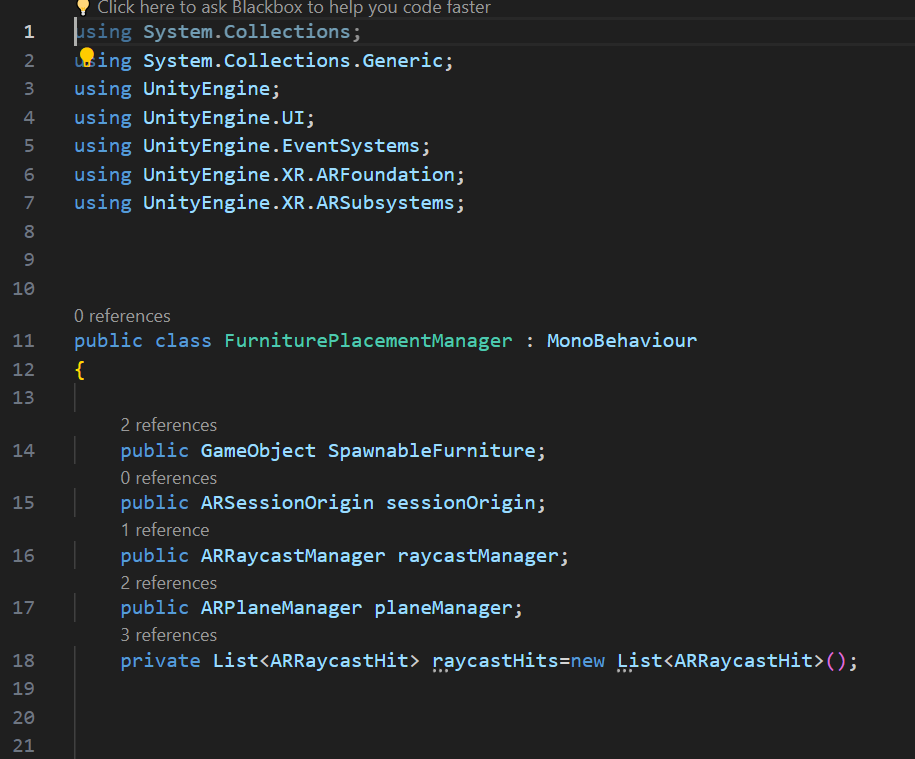 Click here to ask Blackbox to help you code faster
1 using System.Collections;
2 using System.Collections.Generic;
3 using UnityEngine;
4 using UnityEngine.UI;
5 using UnityEngine.EventSystems;
6 using UnityEngine.XR.ARFoundation;
7 using UnityEngine.XR.ARSubsystems;
8
9
10
0 references
11 public class FurniturePlacementManager : MonoBehaviour
12 {
13
2 references
14 public GameObject SpawnableFurniture;
0 references
15 public ARSessionOrigin sessionOrigin;
1 reference
16 public ARRaycastManager raycastManager;
2 references
17 public ARPlaneManager planeManager;
3 references
18 private List<ARRaycastHit> raycastHits=new List<ARRaycastHit>();
19
20
21